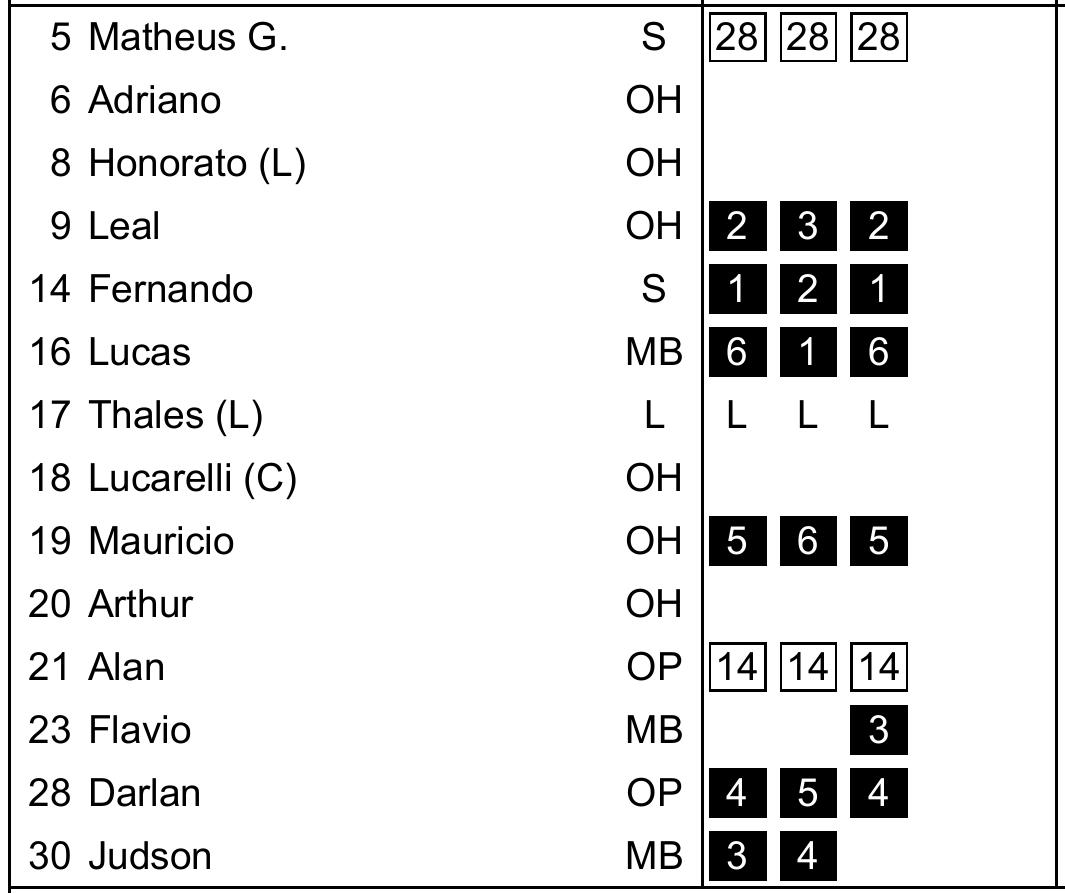 5 Matheus G. S 28 28 28
6 Adriano OH
8 Honorato (L) OH
9 Leal OH 2 3 2
14 Fernando S 1 2 1
16 Lucas MB 6 1 6
17 Thales (L) L L L L
18 Lucarelli (C) OH
19 Mauricio OH 5 6 5
20 Arthur OH
21 Alan OP 14 14 14
23 Flavio MB 3
28 Darlan OP 4 5 4
30 Judson MB 3 4